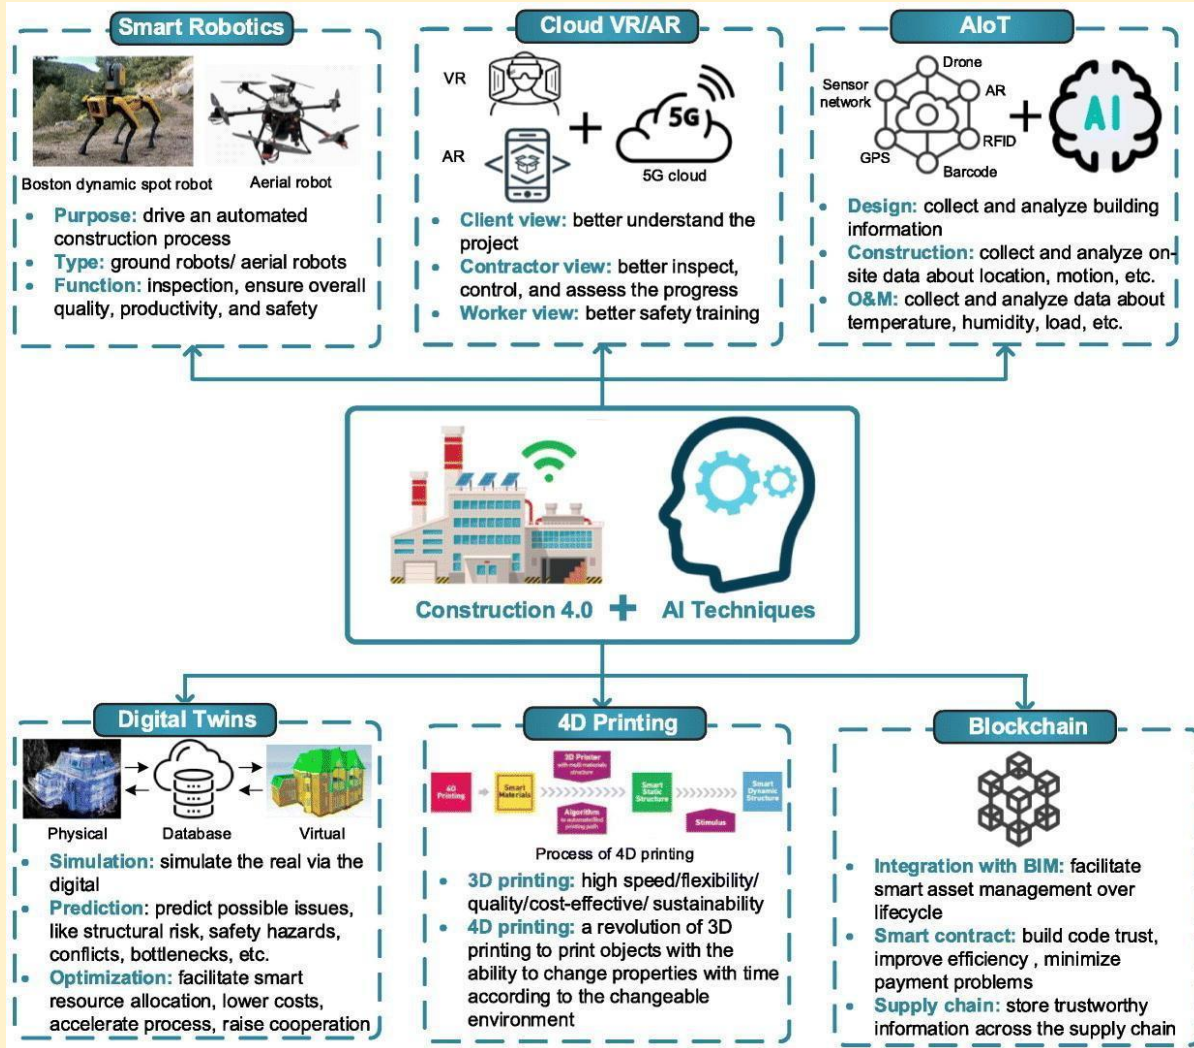 Smart Robotics
Boston dynamic spot robot
Aerial robot
• Purpose: drive an automated
construction process
• Type: ground robots/ aerial robots
• Function: inspection, ensure overall
quality, productivity, and safety
Cloud VR/AR
VR
AR
5G
5G cloud
• Client view: better understand the
project
• Contractor view: better inspect,
control, and assess the progress
• Worker view: better safety training
AIoT
Drone
Sensor
network
AR
RFID
GPS
Barcode
AI
• Design: collect and analyze building
information
• Construction: collect and analyze on-
site data about location, motion, etc.
• O&M: collect and analyze data about
temperature, humidity, load, etc.
Construction 4.0 + AI Techniques
Digital Twins
Physical
Database
Virtual
• Simulation: simulate the real via the
digital
• Prediction: predict possible issues,
like structural risk, safety hazards,
conflicts, bottlenecks, etc.
• Optimization: facilitate smart
resource allocation, lower costs,
accelerate process, raise cooperation
4D Printing
4D
Printing
Smart
Materials
3D Printer
with multi-materials
structure
Algorithm
to automate
printing path
Smart
Static
Structure
Stimulus
Smart
Dynamic
Structure
Process of 4D printing
• 3D printing: high speed/flexibility/
quality/cost-effective/ sustainability
• 4D printing: a revolution of 3D
printing to print objects with the
ability to change properties with time
according to the changeable
environment
Blockchain
• Integration with BIM: facilitate
smart asset management over
lifecycle
• Smart contract: build code trust,
improve efficiency , minimize
payment problems
• Supply chain: store trustworthy
information across the supply chain